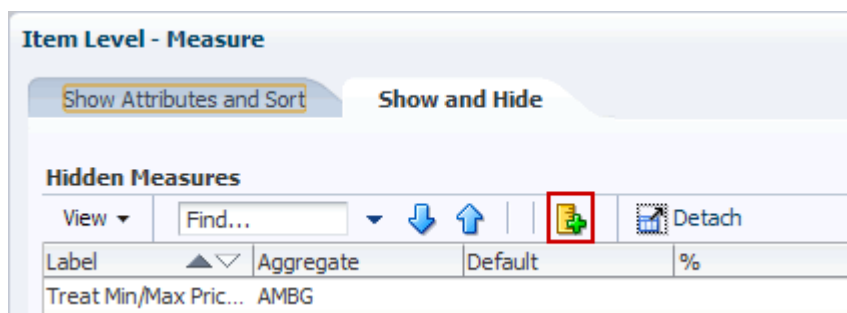 Item Level - Measure
Show Attributes and Sort Show and Hide
Hidden Measures
View Find... Detach
Label Aggregate Default %
Treat Min/Max Pric... AMBG